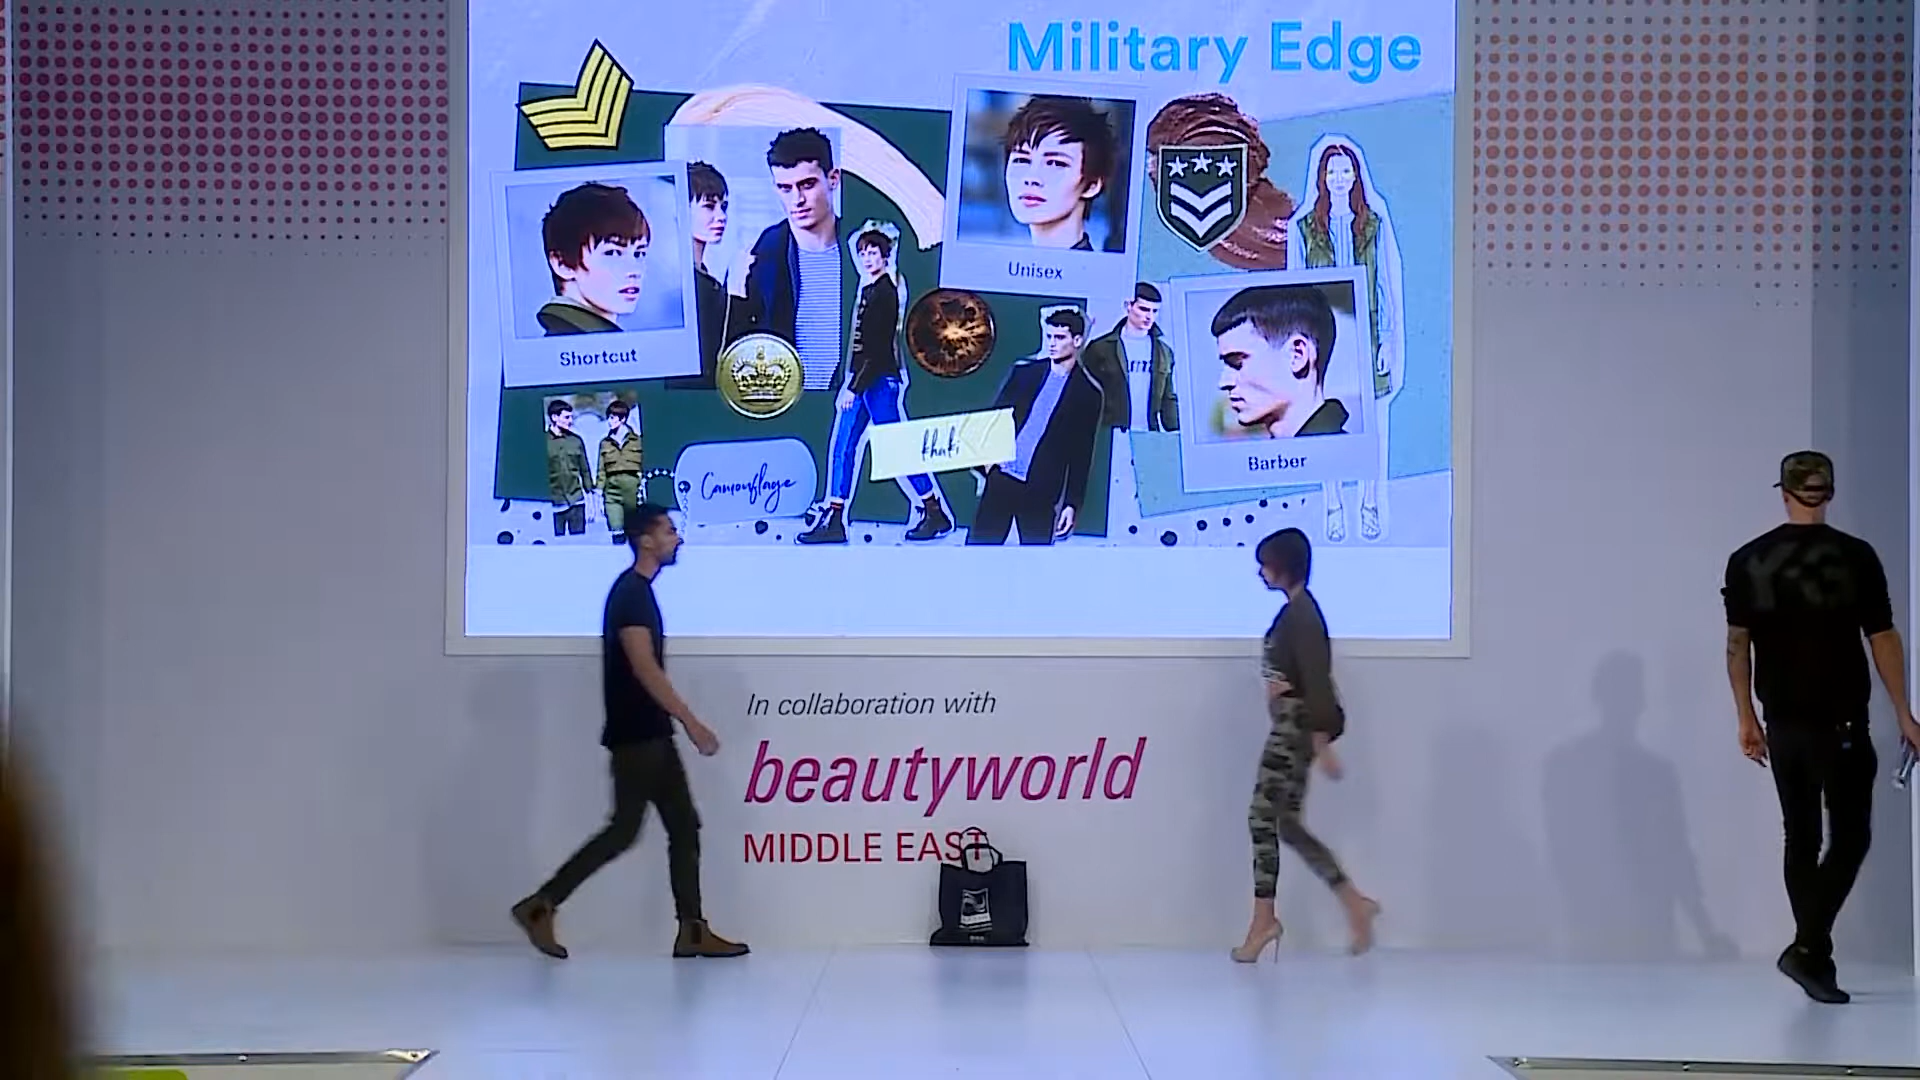 Military Edge
Unisex
Shortcut
khaki
Barber
Camouflage
In collaboration with
beautyworld
MIDDLE EAST